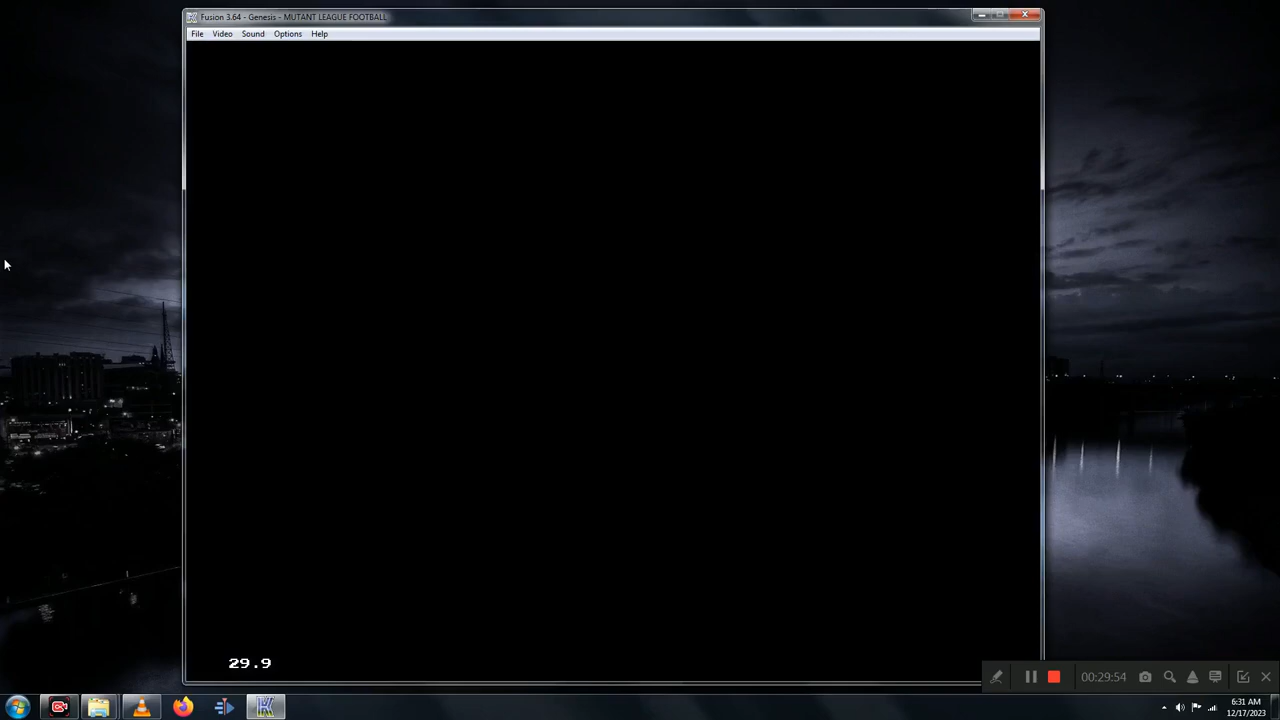 Fusion 3.64 - Genesis - MUTANT LEAGUE FOOTBALL
File Video Sound Options Help
29.9
00:29:54
6:31 AM
12/17/2023